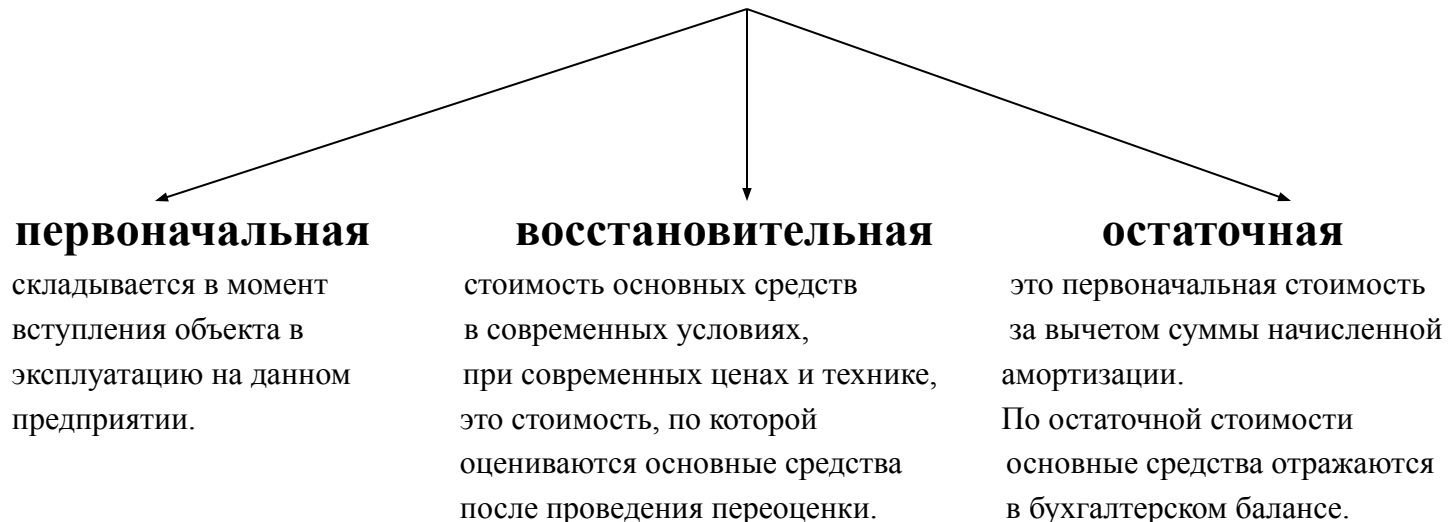 первоначальная
складывается в момент
вступления объекта в
эксплуатацию на данном
предприятии.
восстановительная
стоимость основных средств
в современных условиях,
при современных ценах и технике,
это стоимость, по которой
оцениваются основные средства
после проведения переоценки.
остаточная
это первоначальная стоимость
за вычетом суммы начисленной
амортизации.
По остаточной стоимости
основные средства отражаются
в бухгалтерском балансе.